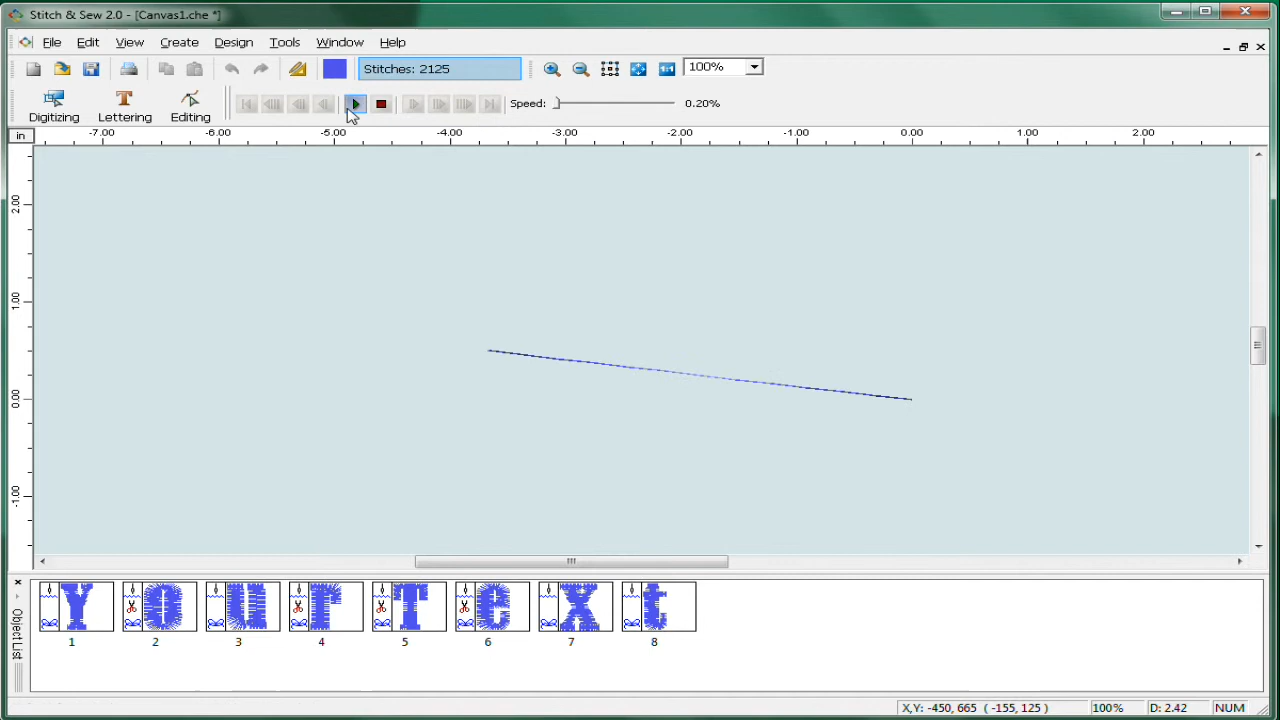 Stitch & Sew 2.0 - [Canvas1.che *]
File Edit View Create Design Tools Window Help
Stitches: 2125 100%
Digitizing Lettering Editing Speed: 0.20%
in -7.00 -6.00 -5.00 -4.00 -3.00 -2.00 -1.00 0.00 1.00 2.00
2.00
1.00
0.00
-1.00
Object List
Y o u r T e x t
1 2 3 4 5 6 7 8
X,Y: -450, 665 ( -155, 125 ) 100% D: 2.42 NUM